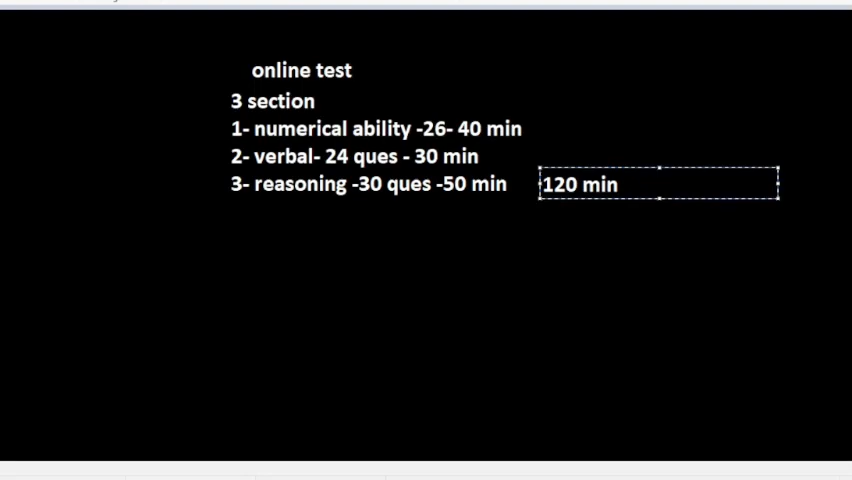 online test
3 section
1- numerical ability -26- 40 min
2- verbal- 24 ques - 30 min
3- reasoning -30 ques -50 min 120 min